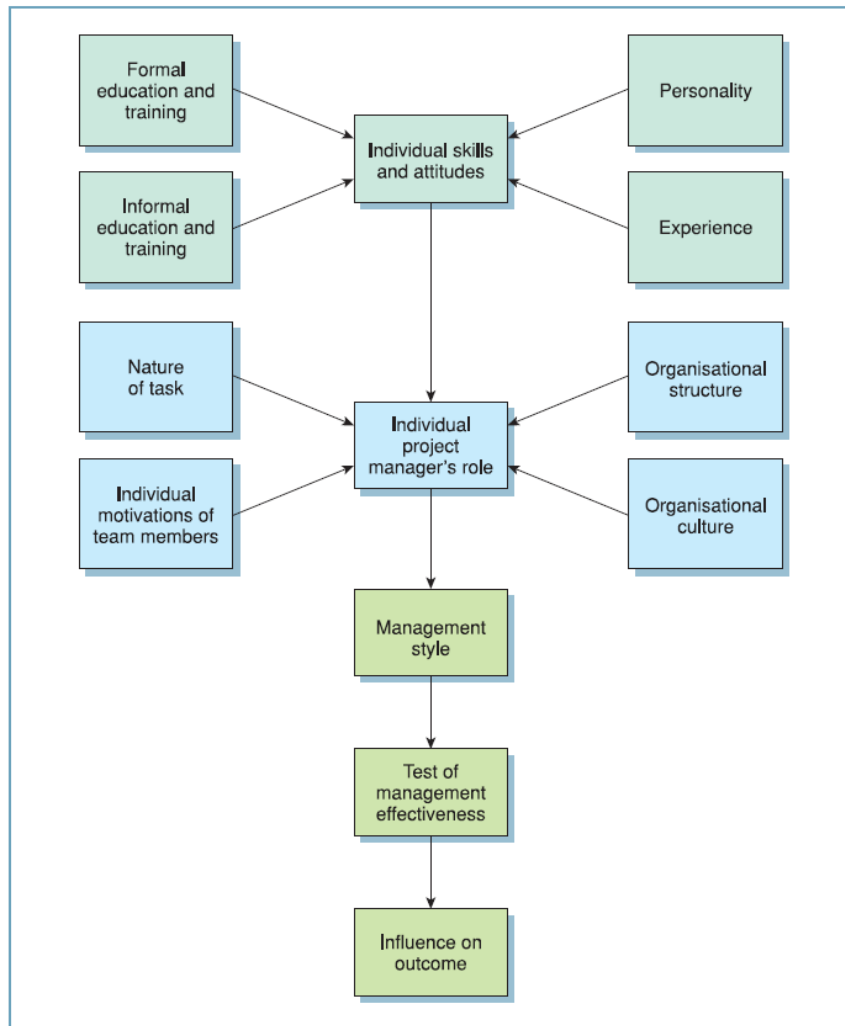 Formal
education and
training
Personality
Individual skills
and attitudes
Informal
education and
training
Experience
Nature
of task
Organisational
structure
Individual
project
manager's role
Individual
motivations of
team members
Organisational
culture
Management
style
Test of
management
effectiveness
Influence on
outcome